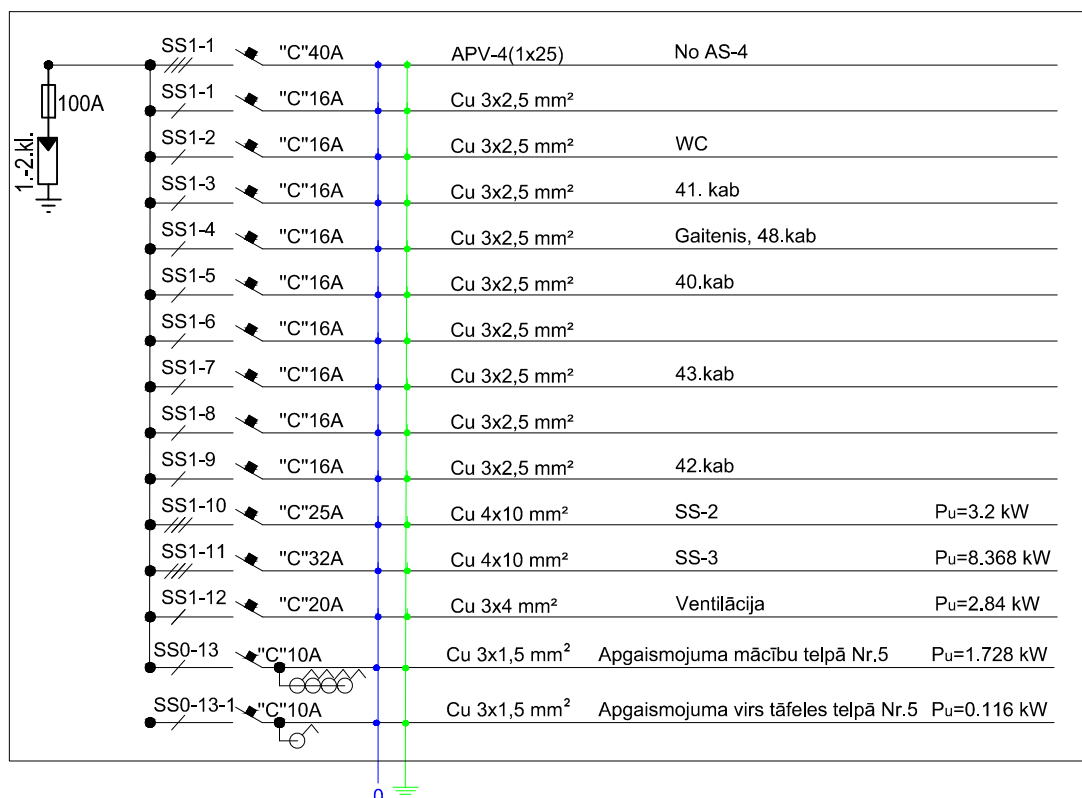 SS1-1 "C"40A APV-4(1x25) No AS-4
100A
1.-2.kl.
SS1-1 "C"16A Cu 3x2,5 mm²
SS1-2 "C"16A Cu 3x2,5 mm² WC
SS1-3 "C"16A Cu 3x2,5 mm² 41. kab
SS1-4 "C"16A Cu 3x2,5 mm² Gaitenis, 48.kab
SS1-5 "C"16A Cu 3x2,5 mm² 40.kab
SS1-6 "C"16A Cu 3x2,5 mm²
SS1-7 "C"16A Cu 3x2,5 mm² 43.kab
SS1-8 "C"16A Cu 3x2,5 mm²
SS1-9 "C"16A Cu 3x2,5 mm² 42.kab
SS1-10 "C"25A Cu 4x10 mm² SS-2 Pu=3.2 kW
SS1-11 "C"32A Cu 4x10 mm² SS-3 Pu=8.368 kW
SS1-12 "C"20A Cu 3x4 mm² Ventilācija Pu=2.84 kW
SS0-13 "C"10A Cu 3x1,5 mm² Apgaismojuma mācību telpā Nr.5 Pu=1.728 kW
SS0-13-1 "C"10A Cu 3x1,5 mm² Apgaismojuma virs tāfeles telpā Nr.5 Pu=0.116 kW
0